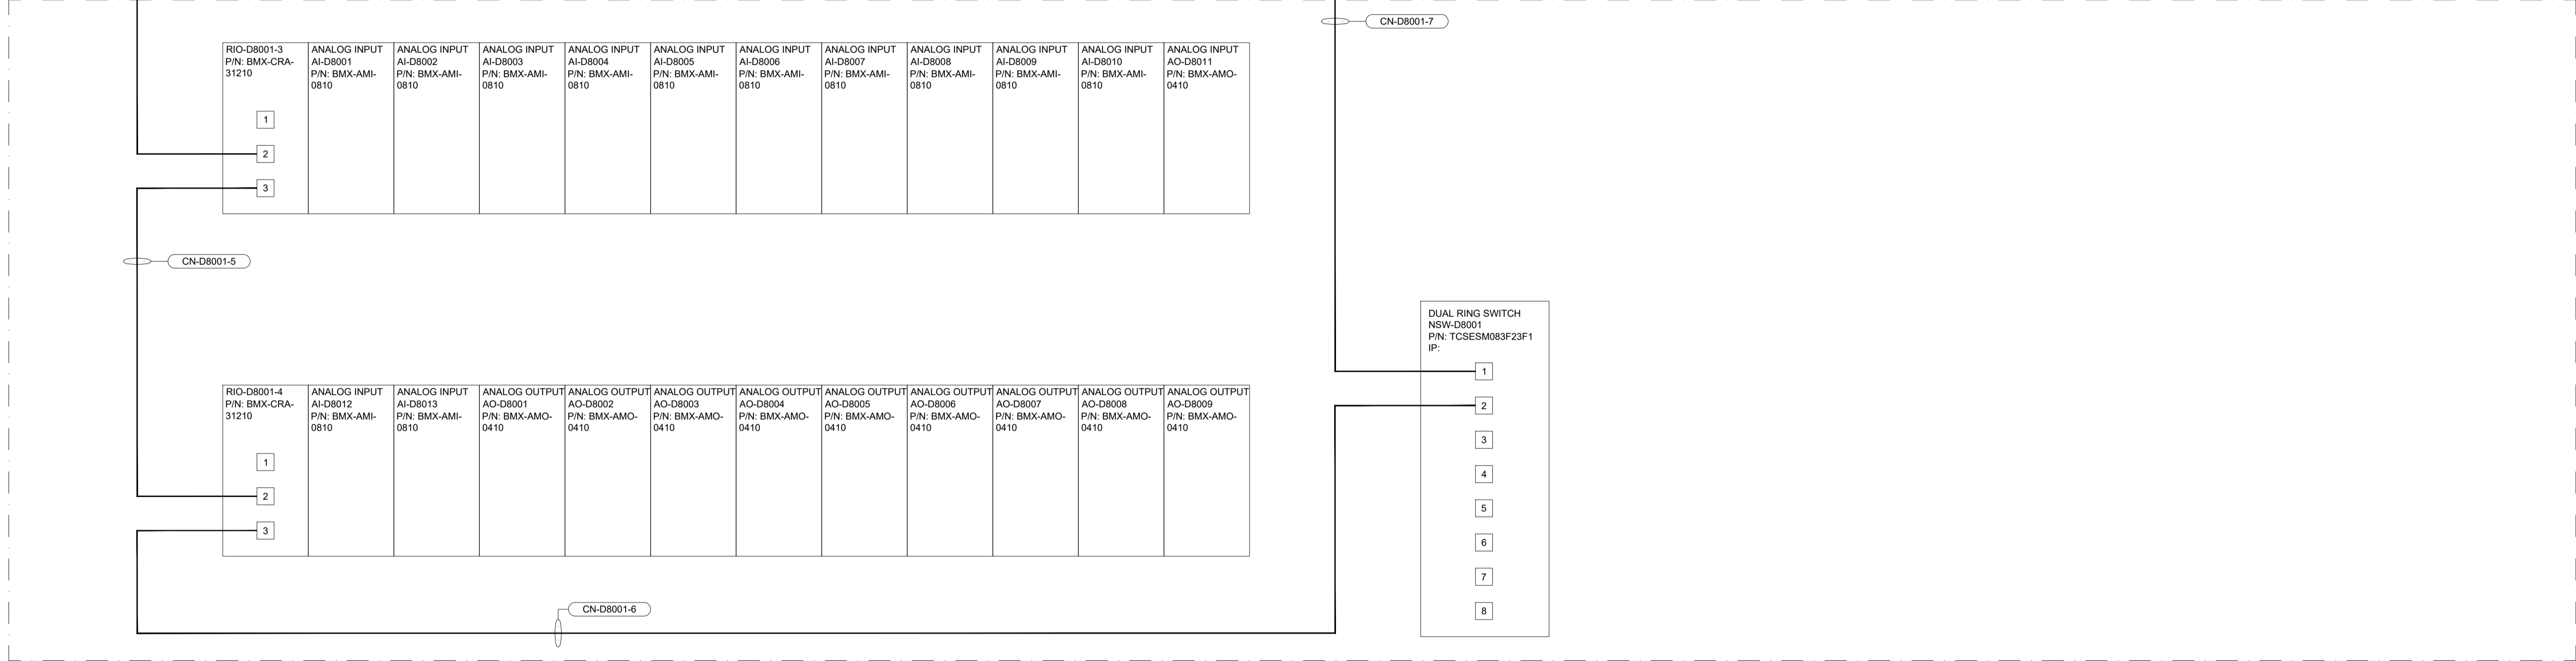 CN-D8001-7
RIO-D8001-3
P/N: BMX-CRA-
31210
1
2
3
ANALOG INPUT
AI-D8001
P/N: BMX-AMI-
0810
ANALOG INPUT
AI-D8002
P/N: BMX-AMI-
0810
ANALOG INPUT
AI-D8003
P/N: BMX-AMI-
0810
ANALOG INPUT
AI-D8004
P/N: BMX-AMI-
0810
ANALOG INPUT
AI-D8005
P/N: BMX-AMI-
0810
ANALOG INPUT
AI-D8006
P/N: BMX-AMI-
0810
ANALOG INPUT
AI-D8007
P/N: BMX-AMI-
0810
ANALOG INPUT
AI-D8008
P/N: BMX-AMI-
0810
ANALOG INPUT
AI-D8009
P/N: BMX-AMI-
0810
ANALOG INPUT
AI-D8010
P/N: BMX-AMI-
0810
ANALOG INPUT
AO-D8011
P/N: BMX-AMO-
0410
CN-D8001-5
RIO-D8001-4
P/N: BMX-CRA-
31210
1
2
3
ANALOG INPUT
AI-D8012
P/N: BMX-AMI-
0810
ANALOG INPUT
AI-D8013
P/N: BMX-AMI-
0810
ANALOG OUTPUT
AO-D8001
P/N: BMX-AMO-
0410
ANALOG OUTPUT
AO-D8002
P/N: BMX-AMO-
0410
ANALOG OUTPUT
AO-D8003
P/N: BMX-AMO-
0410
ANALOG OUTPUT
AO-D8004
P/N: BMX-AMO-
0410
ANALOG OUTPUT
AO-D8005
P/N: BMX-AMO-
0410
ANALOG OUTPUT
AO-D8006
P/N: BMX-AMO-
0410
ANALOG OUTPUT
AO-D8007
P/N: BMX-AMO-
0410
ANALOG OUTPUT
AO-D8008
P/N: BMX-AMO-
0410
ANALOG OUTPUT
AO-D8009
P/N: BMX-AMO-
0410
DUAL RING SWITCH
NSW-D8001
P/N: TCSESM083F23F1
IP:
1
2
3
4
5
6
7
8
CN-D8001-6